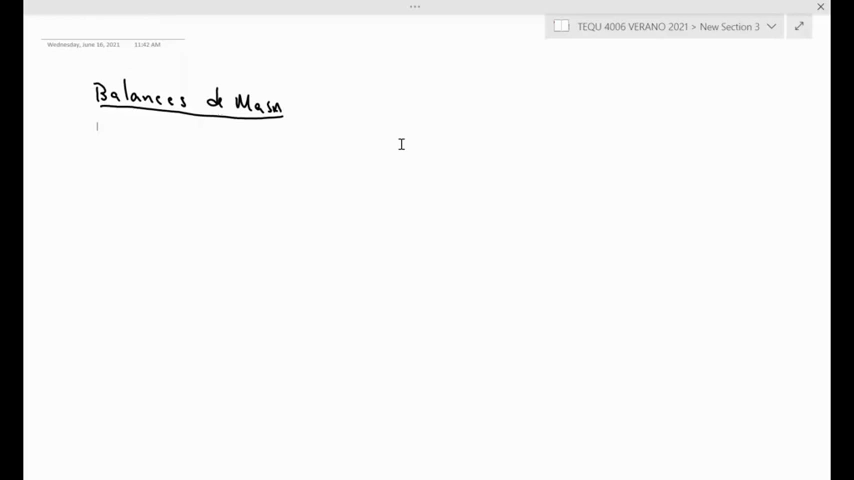 TEQU 4006 VERANO 2021 > New Section 3
Wednesday, June 16, 2021 11:42 AM
Balances de Masa